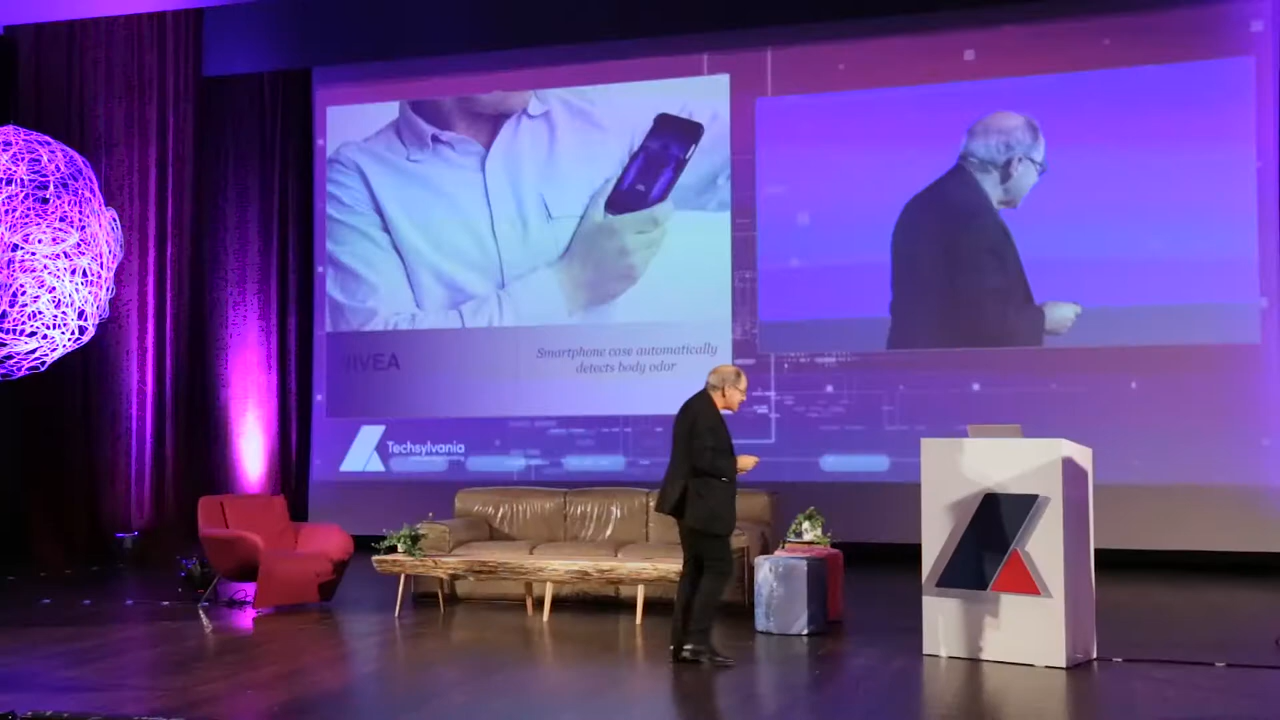 NIVEA
Smartphone case automatically
detects body odor
Techsylvania